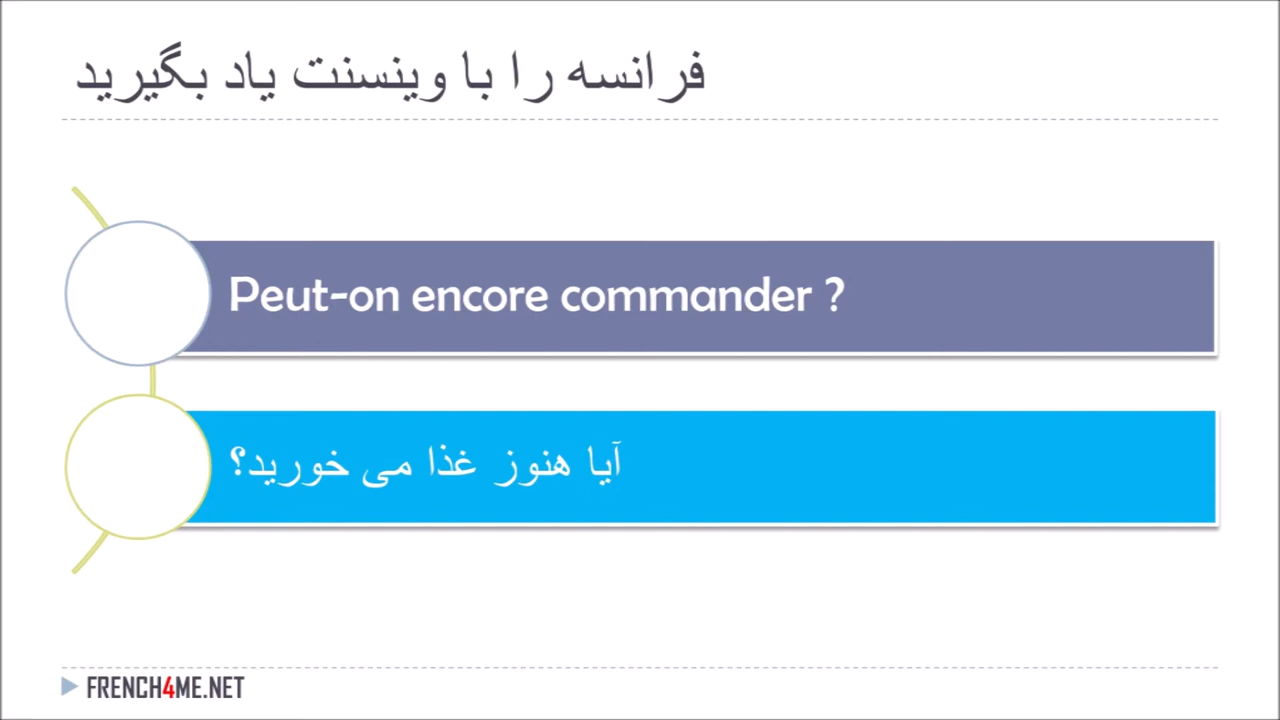 فرانسه را با وینسنت یاد بگیرید
Peut-on encore commander ?
آیا هنوز غذا می خورید؟
FRENCH4ME.NET